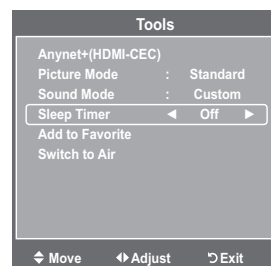 Tools
Anynet+(HDMI-CEC)
Picture Mode : Standard
Sound Mode : Custom
Sleep Timer ◄ Off ►
Add to Favorite
Switch to Air
Move Adjust Exit